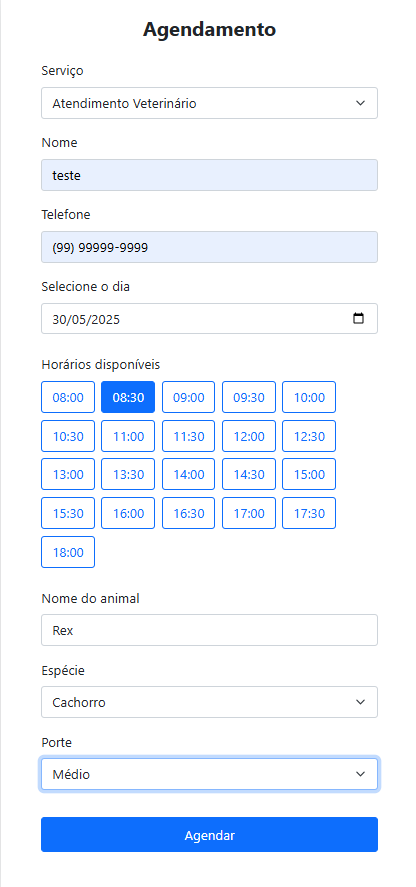 Agendamento
Serviço
Atendimento Veterinário
Nome
teste
Telefone
(99) 99999-9999
Selecione o dia
30/05/2025
Horários disponíveis
08:00 08:30 09:00 09:30 10:00
10:30 11:00 11:30 12:00 12:30
13:00 13:30 14:00 14:30 15:00
15:30 16:00 16:30 17:00 17:30
18:00
Nome do animal
Rex
Espécie
Cachorro
Porte
Médio
Agendar